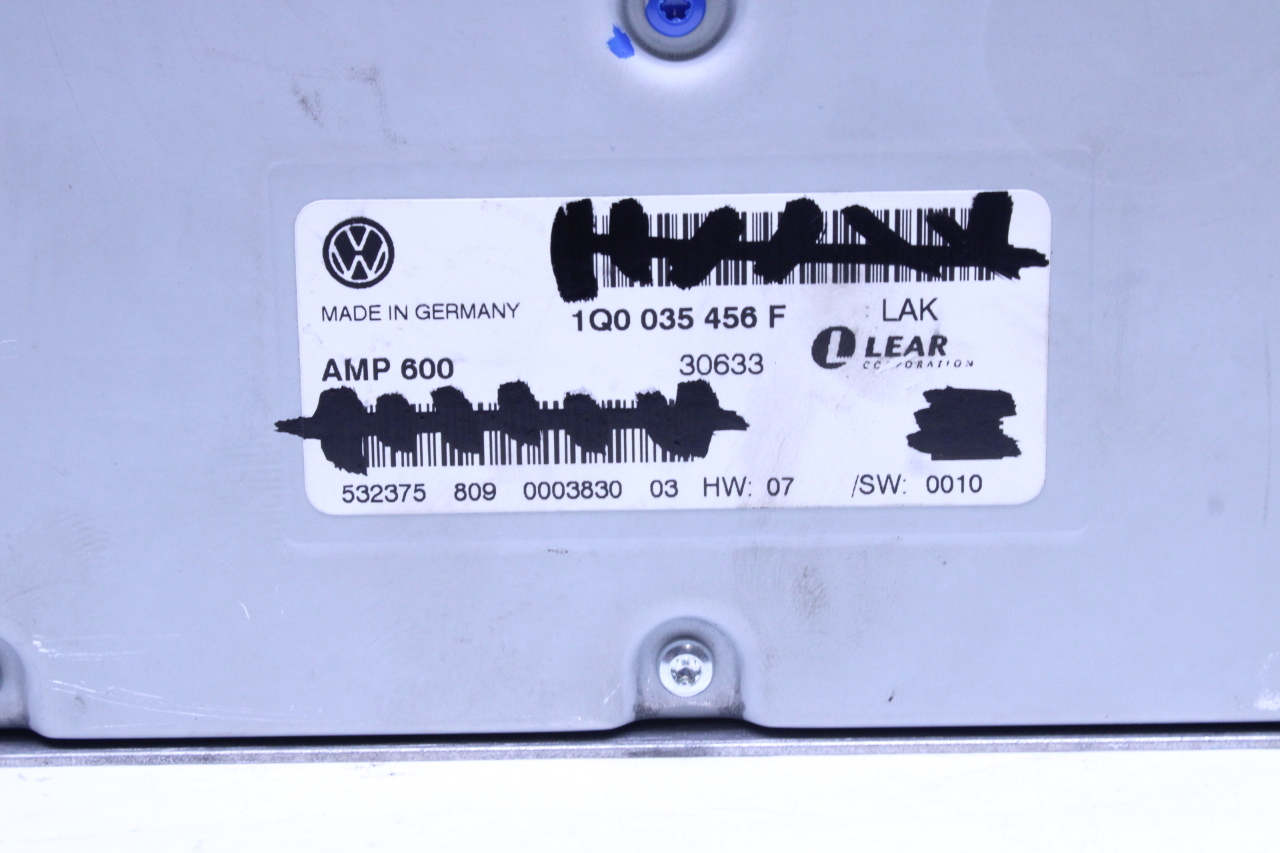 MADE IN GERMANY
1Q0 035 456 F
LAK
AMP 600
30633
LEAR
CORPORATION
532375 809 0003830 03 HW: 07 /SW: 0010